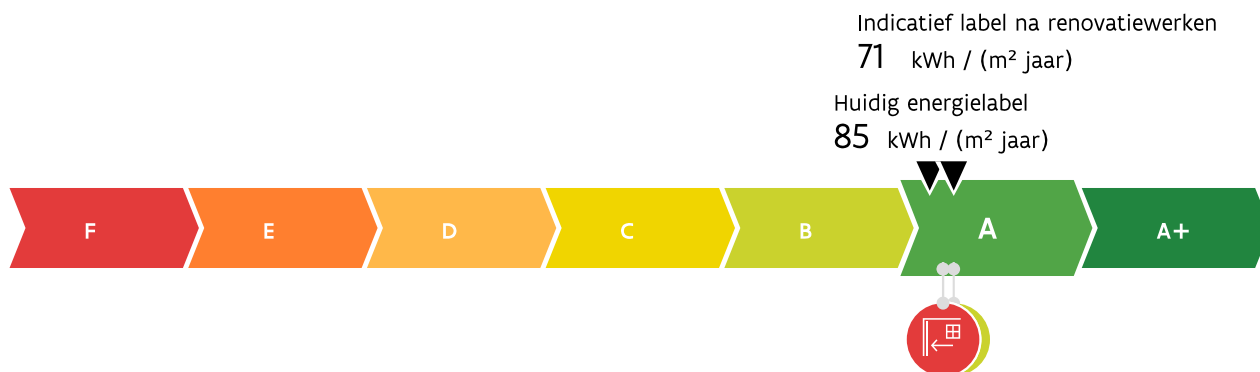 Indicatief label na renovatiewerken
71 kWh / (m² jaar)
Huidig energielabel
85 kWh / (m² jaar)
F E D C B A A+